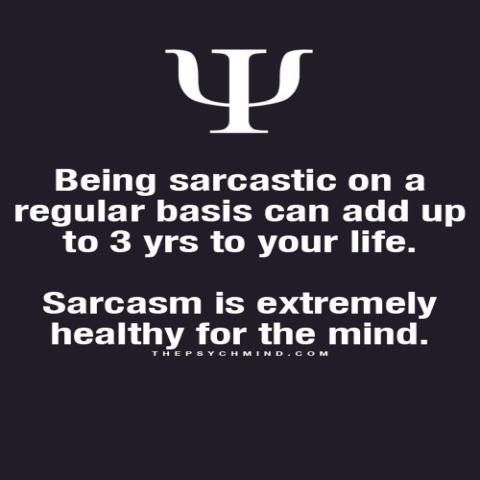 Ψ
Being sarcastic on a
regular basis can add up
to 3 yrs to your life.
Sarcasm is extremely
healthy for the mind.
THEPSYCHMIND.COM